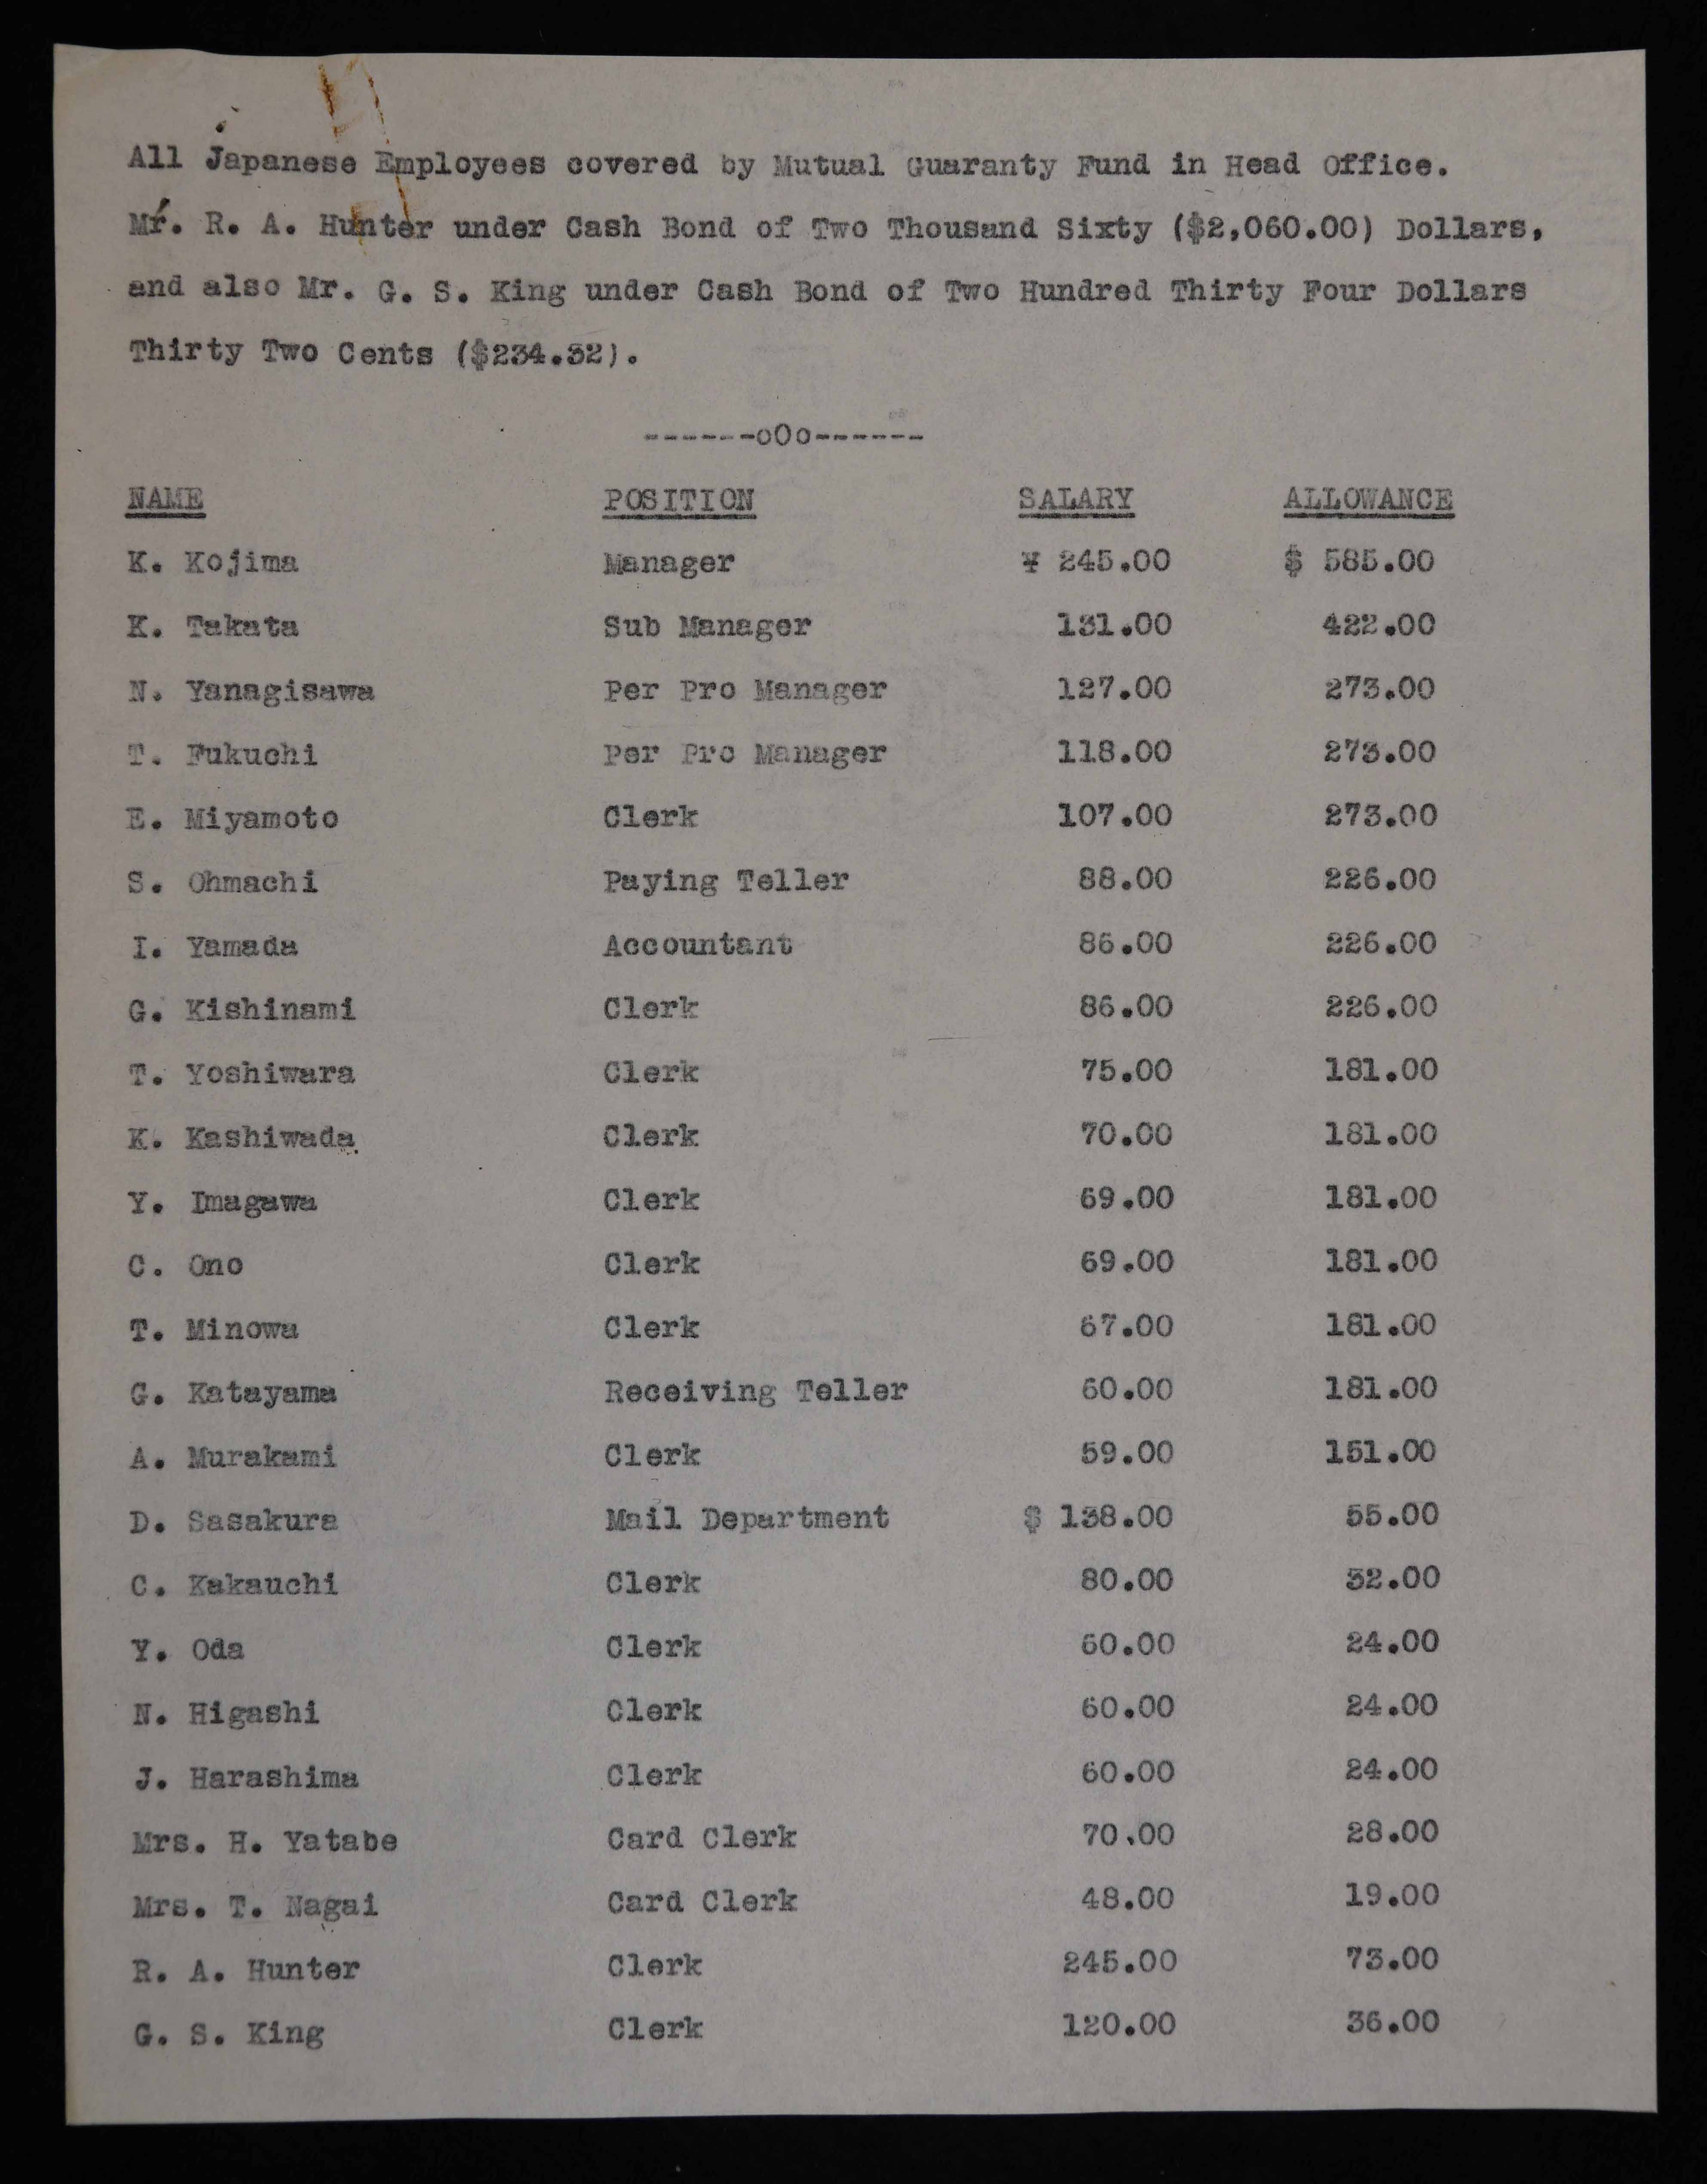 All Japanese Employees covered by Mutual Guaranty Fund in Head Office.
Mr. R. A. Hunter under Cash Bond of Two Thousand Sixty ($2,060.00) Dollars,
and also Mr. G. S. King under Cash Bond of Two Hundred Thirty Four Dollars
Thirty Two Cents ($234.32).
-------oOo-------
NAME POSITION SALARY ALLOWANCE
K. Kojima Manager ¥ 245.00 $ 585.00
K. Takata Sub Manager 131.00 422.00
N. Yanagisawa Per Pro Manager 127.00 273.00
T. Fukuchi Per Pro Manager 118.00 273.00
E. Miyamoto Clerk 107.00 273.00
S. Ohmachi Paying Teller 88.00 226.00
I. Yamada Accountant 86.00 226.00
G. Kishinami Clerk 86.00 226.00
T. Yoshiwara Clerk 75.00 181.00
K. Kashiwada Clerk 70.00 181.00
Y. Imagawa Clerk 69.00 181.00
C. Ono Clerk 69.00 181.00
T. Minowa Clerk 67.00 181.00
G. Katayama Receiving Teller 60.00 181.00
A. Murakami Clerk 59.00 151.00
D. Sasakura Mail Department $ 138.00 55.00
C. Kakauchi Clerk 80.00 32.00
Y. Oda Clerk 60.00 24.00
N. Higashi Clerk 60.00 24.00
J. Harashima Clerk 60.00 24.00
Mrs. H. Yatabe Card Clerk 70.00 28.00
Mrs. T. Nagai Card Clerk 48.00 19.00
R. A. Hunter Clerk 245.00 73.00
G. S. King Clerk 120.00 36.00